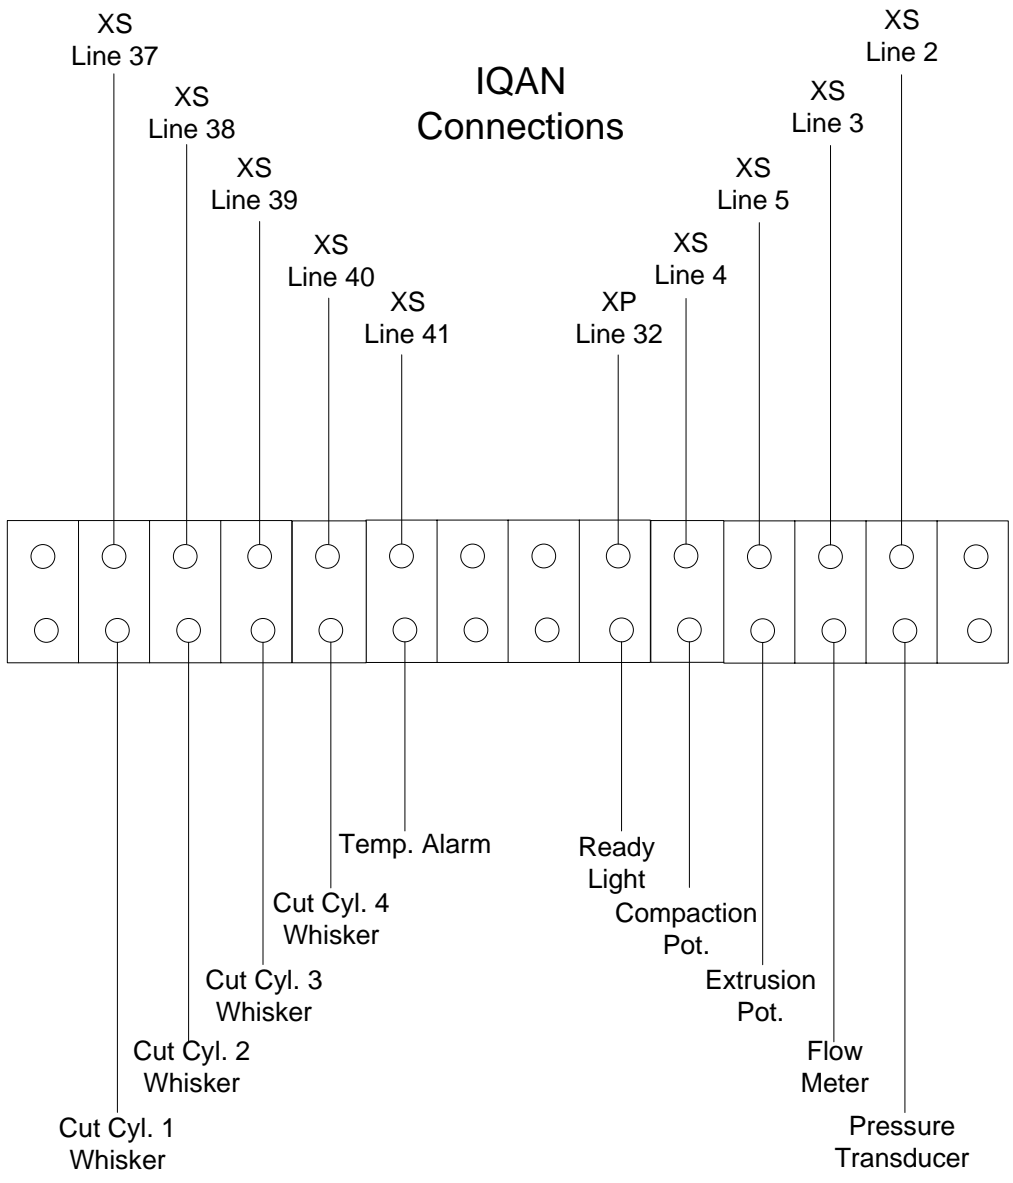 XS
Line 37
XS
Line 38
XS
Line 39
XS
Line 40
XS
Line 41
IQAN
Connections
XP
Line 32
XS
Line 4
XS
Line 5
XS
Line 3
XS
Line 2
Cut Cyl. 1
Whisker
Cut Cyl. 2
Whisker
Cut Cyl. 3
Whisker
Cut Cyl. 4
Whisker
Temp. Alarm
Ready
Light
Compaction
Pot.
Extrusion
Pot.
Flow
Meter
Pressure
Transducer